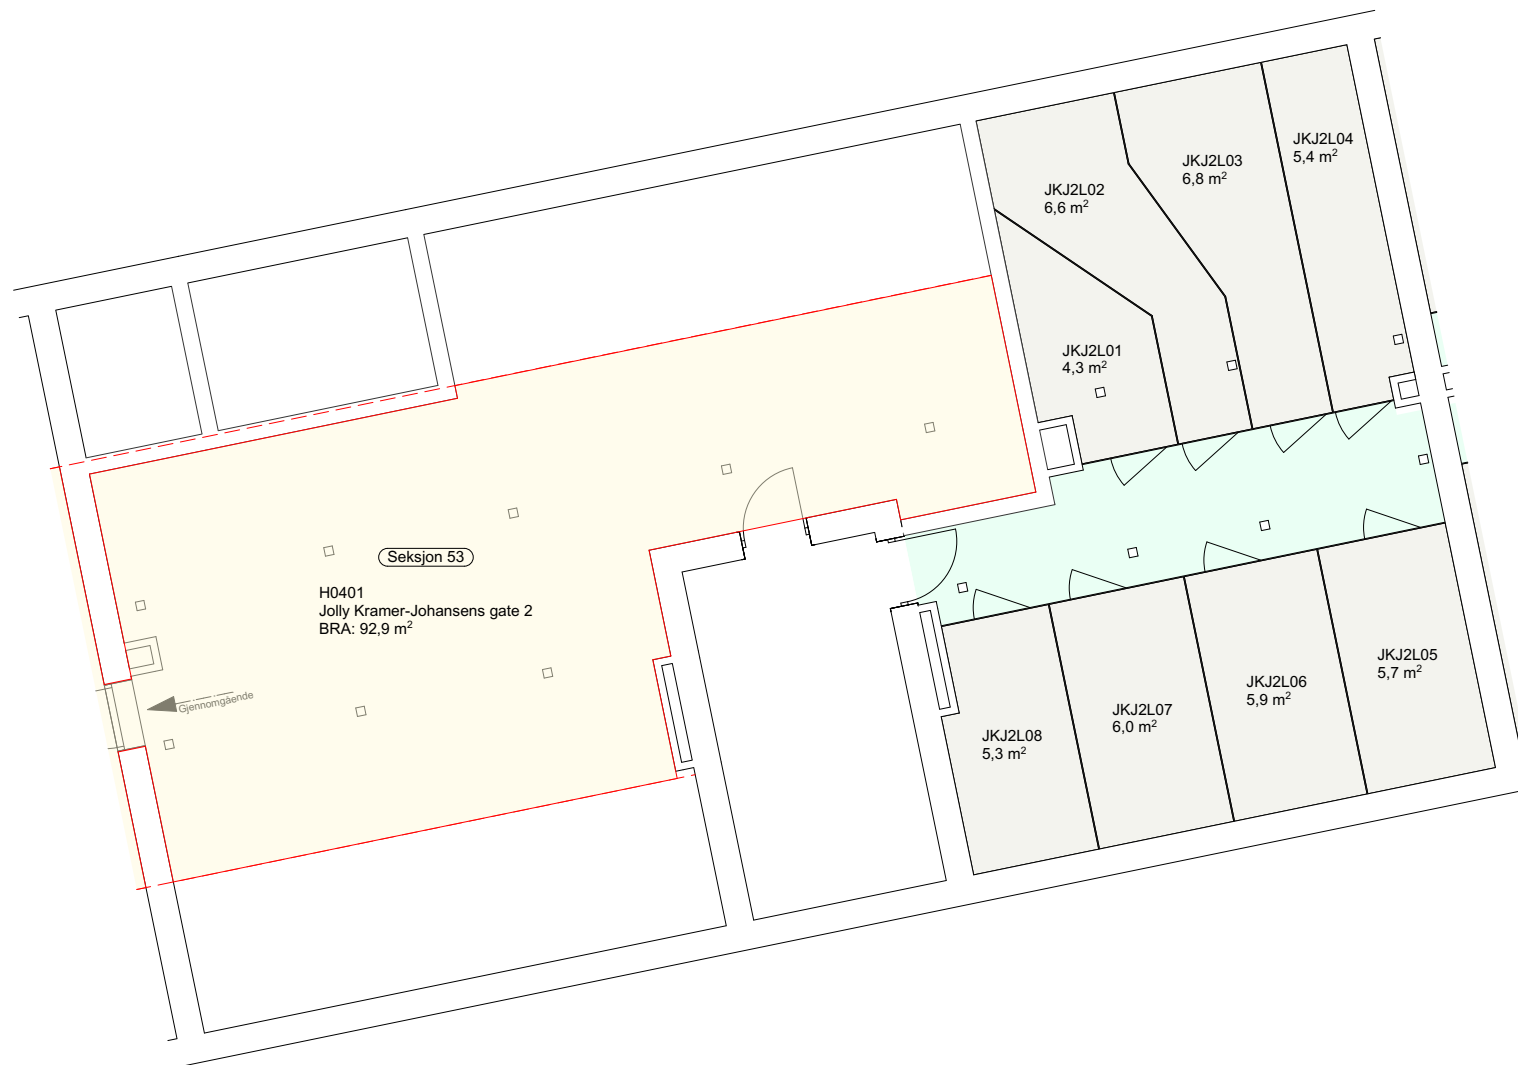 JKJ2L04
5,4 m²
JKJ2L03
6,8 m²
JKJ2L02
6,6 m²
JKJ2L01
4,3 m²
Seksjon 53
H0401
Jolly Kramer-Johansens gate 2
BRA: 92,9 m²
Gjennomgående
JKJ2L05
5,7 m²
JKJ2L06
5,9 m²
JKJ2L07
6,0 m²
JKJ2L08
5,3 m²